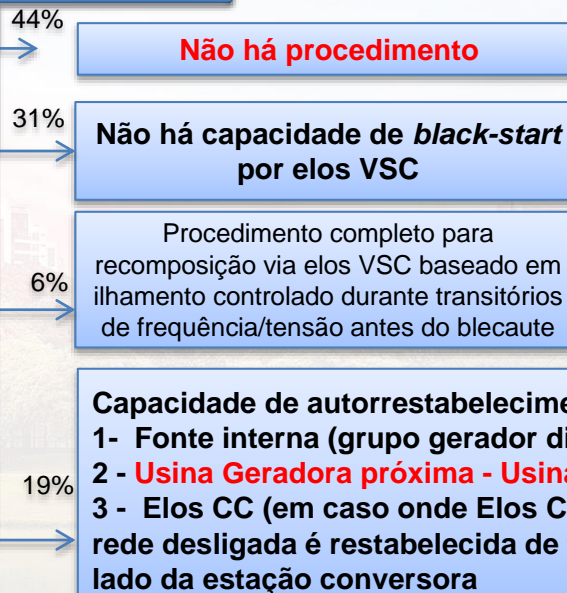 44%
Não há procedimento
31%
Não há capacidade de black-start
por elos VSC
Procedimento completo para
recomposição via elos VSC baseado em
6%
ilhamento controlado durante transitórios
de frequência/tensão antes do blecaute
Capacidade de autorrestabelecime
1- Fonte interna (grupo gerador di
19%
2 - Usina Geradora próxima - Usina
3 - Elos CC (em caso onde Elos C
rede desligada é restabelecida de
lado da estação conversora